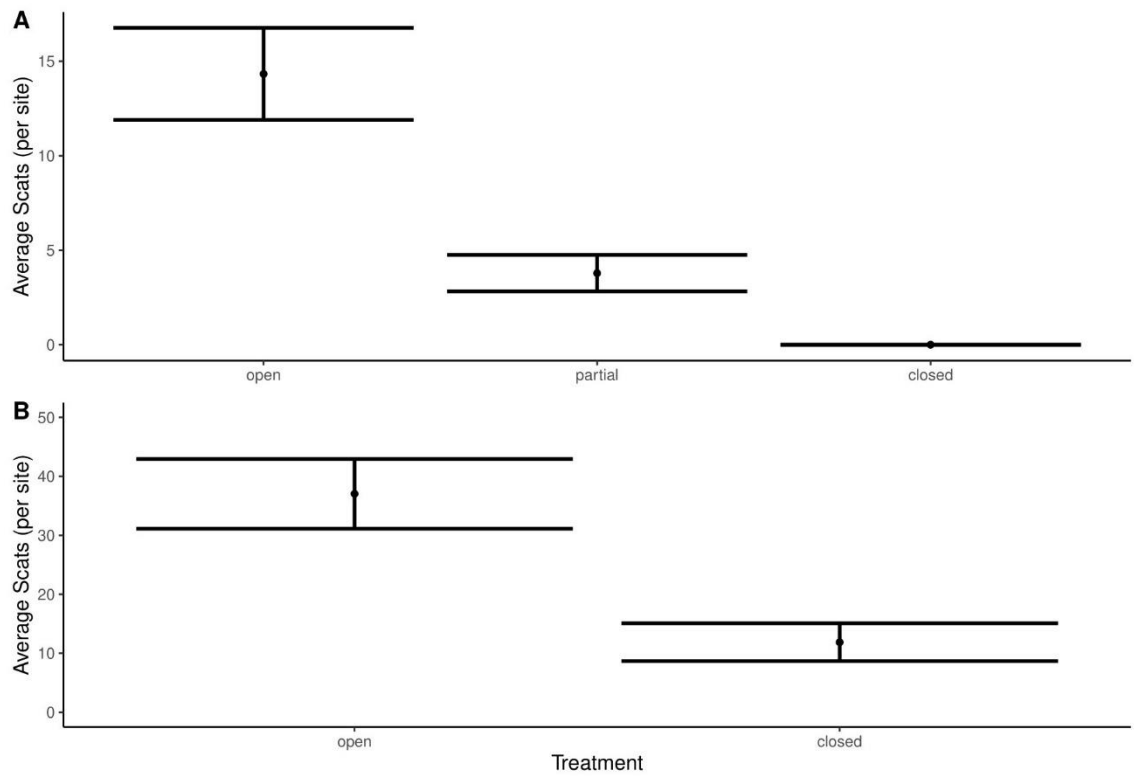 A
Average Scats (per site)
15
10
5
0
open partial closed
B
Average Scats (per site)
50
40
30
20
10
0
open closed
Treatment